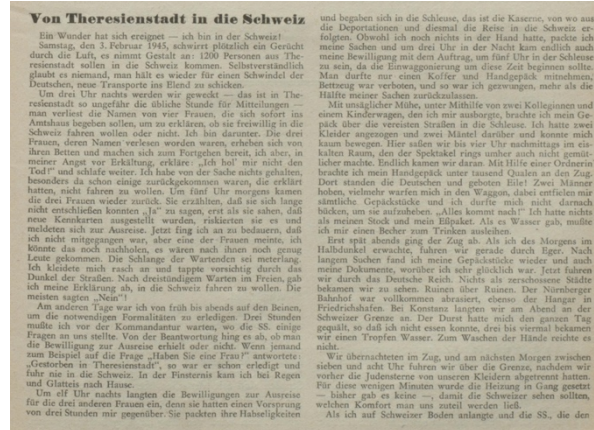 Von Theresienstadt in die Schweiz
Ein Wunder hat sich ereignet — ich bin in der Schweiz!
Samstag, den 3. Februar 1945, schwirrt plötzlich ein Gerücht
durch die Luft, es nimmt Gestalt an: 1200 Personen aus The-
resienstadt sollen in die Schweiz kommen. Selbstverständlich
glaubt es niemand, man hält es wieder für einen Schwindel der
Deutschen, neue Transporte ins Elend zu schicken.
Um drei Uhr nachts werden wir geweckt — das ist in The-
resienstadt so ungefähr die übliche Stunde für Mitteilungen —
man verliest die Namen von vier Frauen, die sich sofort ins
Amtshaus begeben sollen, um zu erklären, ob sie freiwillig in die
Schweiz fahren wollen oder nicht. Ich bin darunter. Die drei
Frauen, deren Namen verlesen worden waren, erheben sich von
ihren Betten und machen sich zum Fortgehen bereit, ich aber, in
meiner Angst vor Erkältung, erkläre: „Ich hol' mir nicht den
Tod!" und schlafe weiter. Ich habe von der Sache nichts gehalten,
besonders da schon einige zurückgekommen waren, die erklärt
hatten, nicht fahren zu wollen. Um fünf Uhr morgens kamen
die drei Frauen wieder zurück. Sie erzählten, daß sie sich lange
nicht entschließen konnten „Ja" zu sagen, erst als sie sahen, daß
neue Kennkarten ausgestellt wurden, riskierten sie es und
meldeten sich zur Ausreise. Jetzt fing ich an zu bedauern, daß
ich nicht mitgegangen war, aber eine der Frauen meinte, ich
könnte das noch nachholen, es wären nach ihnen noch genug
Leute gekommen. Die Schlange der Wartenden sei meterlang.
Ich kleidete mich rasch an und tappte vorsichtig durch das
Dunkel der Straßen. Nach dreistündigem Warten im Freien, gab
ich meine Erklärung ab, in die Schweiz fahren zu wollen. Die
meisten sagten „Nein"!
Am anderen Tage war ich von früh bis abends auf den Beinen,
um die notwendigen Formalitäten zu erledigen. Drei Stunden
mußte ich vor der Kommandantur warten, wo die SS. einige
Fragen an uns stellte. Von der Beantwortung hing es ab, ob man
die Bewilligung zur Ausreise erhielt oder nicht. Wenn jemand
zum Beispiel auf die Frage „Haben Sie eine Frau?" antwortete:
„Gestorben in Theresienstadt", so war er schon erledigt und
fuhr nie in die Schweiz. In der Finsternis kam ich bei Regen
und Glatteis nach Hause.
Um elf Uhr nachts langten die Bewilligungen zur Ausreise
für die drei anderen Frauen ein, denn sie hatten einen Vorsprung
von drei Stunden mir gegenüber. Sie packten ihre Habseligkeiten
und begaben sich in die Schleuse, das ist die Kaserne, von wo aus
die Deportationen und diesmal die Reise in die Schweiz er-
folgten. Obwohl ich noch nichts in der Hand hatte, packte ich
meine Sachen und um drei Uhr in der Nacht kam endlich auch
meine Bewilligung mit dem Auftrag, um fünf Uhr in der Schleuse
zu sein, da die Einwaggonierung um diese Zeit beginnen sollte.
Man durfte nur einen Koffer und Handgepäck mitnehmen,
Bettzeug war verboten, und so war ich gezwungen, mehr als die
Hälfte meiner Sachen zurückzulassen.
Mit unsäglicher Mühe, unter Mithilfe von zwei Kolleginnen und
einem Kinderwagen, den ich mir ausborgte, brachte ich mein Ge-
päck über die vereisten Straßen in die Schleuse. Ich hatte zwei
Kleider angezogen und zwei Mäntel darüber und konnte mich
kaum bewegen. Hier saßen wir bis vier Uhr nachmittags im eis-
kalten Raum, den der Spektakel rings umher auch nicht gemüt-
licher machte. Endlich kamen wir daran. Mit Hilfe einer Ordnerin
brachte ich mein Handgepäck unter tausend Qualen an den Zug.
Dort standen die Deutschen und geboten Eile! Zwei Männer
hoben, vielmehr warfen mich in den Waggon, dabei entfielen mir
sämtliche Gepäckstücke und ich durfte mich nicht darnach
bücken, um sie aufzuheben. „Alles kommt nach!" Ich hatte nichts
als meinen Stock und mein Eßpaket. Als es Wasser gab, mußte
ich mir einen Becher zum Trinken ausleihen.
Erst spät abends ging der Zug ab. Als ich des Morgens im
Halbdunkel erwachte, fuhren wir gerade durch Eger. Nach
langem Suchen fand ich meine Gepäckstücke wieder und auch
meine Dokumente, worüber ich sehr glücklich war. Jetzt fuhren
wir durch das Deutsche Reich. Nichts als zerschossene Städte
bekamen wir zu sehen. Ruinen über Ruinen. Der Nürnberger
Bahnhof war vollkommen abrasiert, ebenso der Hangar in
Friedrichshafen. Bei Konstanz langten wir am Abend an der
Schweizer Grenze an. Der Durst hatte mich den ganzen Tag
gequält, so daß ich nicht essen konnte, drei bis viermal bekamen
wir einen Tropfen Wasser. Zum Waschen der Hände reichte es
nicht.
Wir übernachteten im Zug, und am nächsten Morgen zwischen
sieben und acht Uhr fuhren wir über die Grenze, nachdem wir
vorher die Judensterne von unseren Kleidern abgetrennt hatten.
Für diese wenigen Minuten wurde die Heizung in Gang gesetzt
— bisher gab es keine —, damit die Schweizer sehen sollten,
welchen Komfort man uns zuteil werden ließ.
Als ich auf Schweizer Boden anlangte und die SS., die den